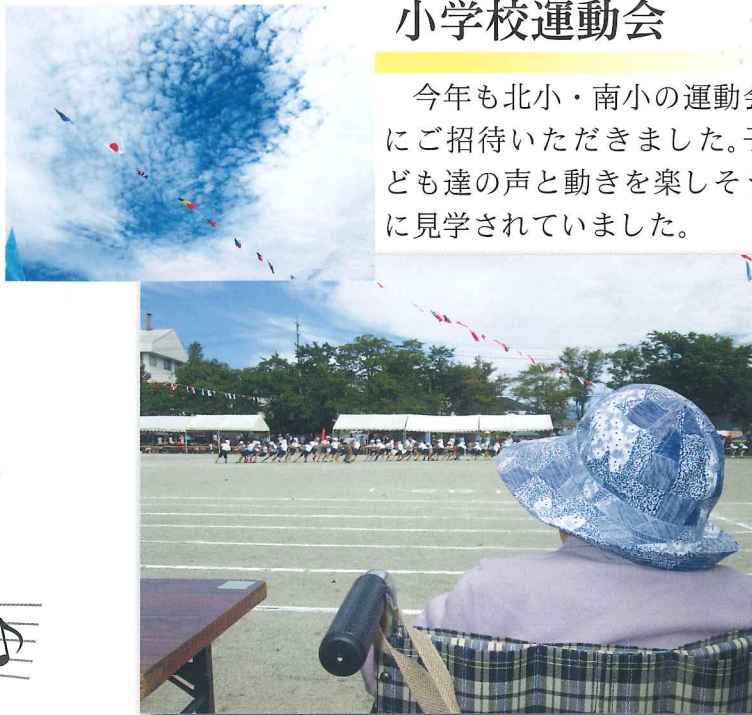 小学校運動会
今年も北小・南小の運動
にご招待いただきました。
ども達の声と動きを楽しそ
に見学されていました。